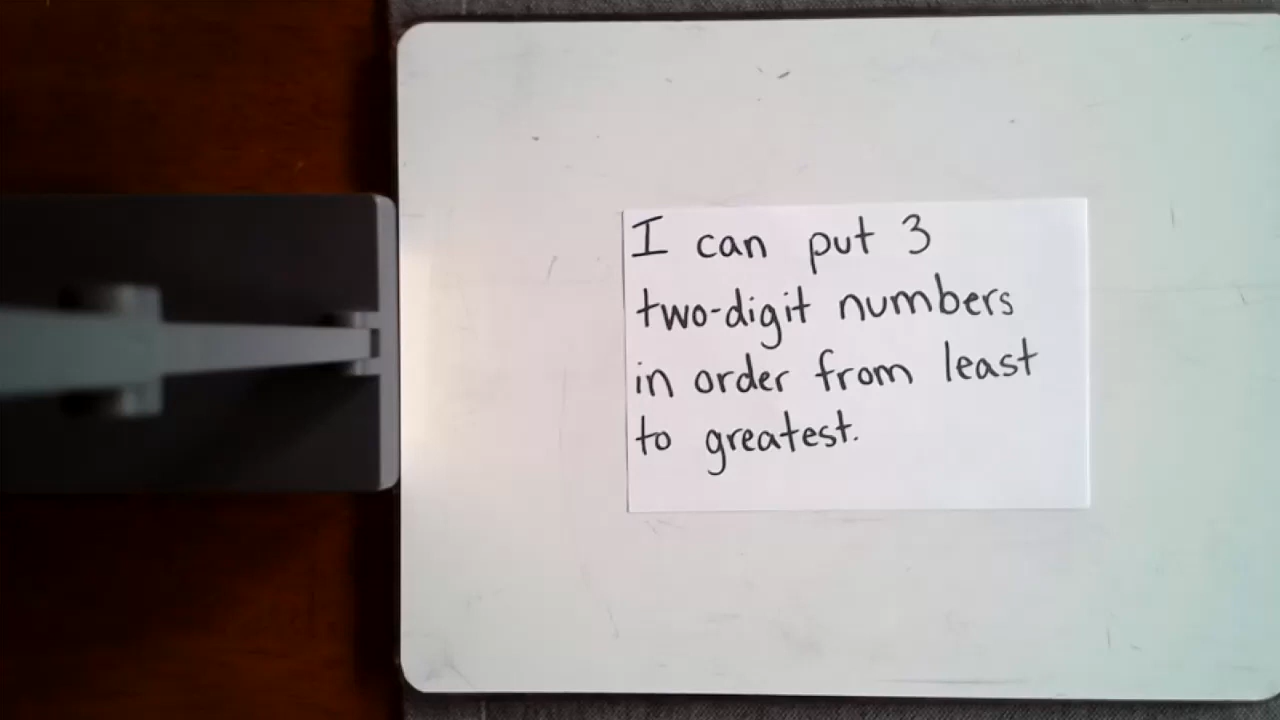 I can put 3
two-digit numbers
in order from least
to greatest.